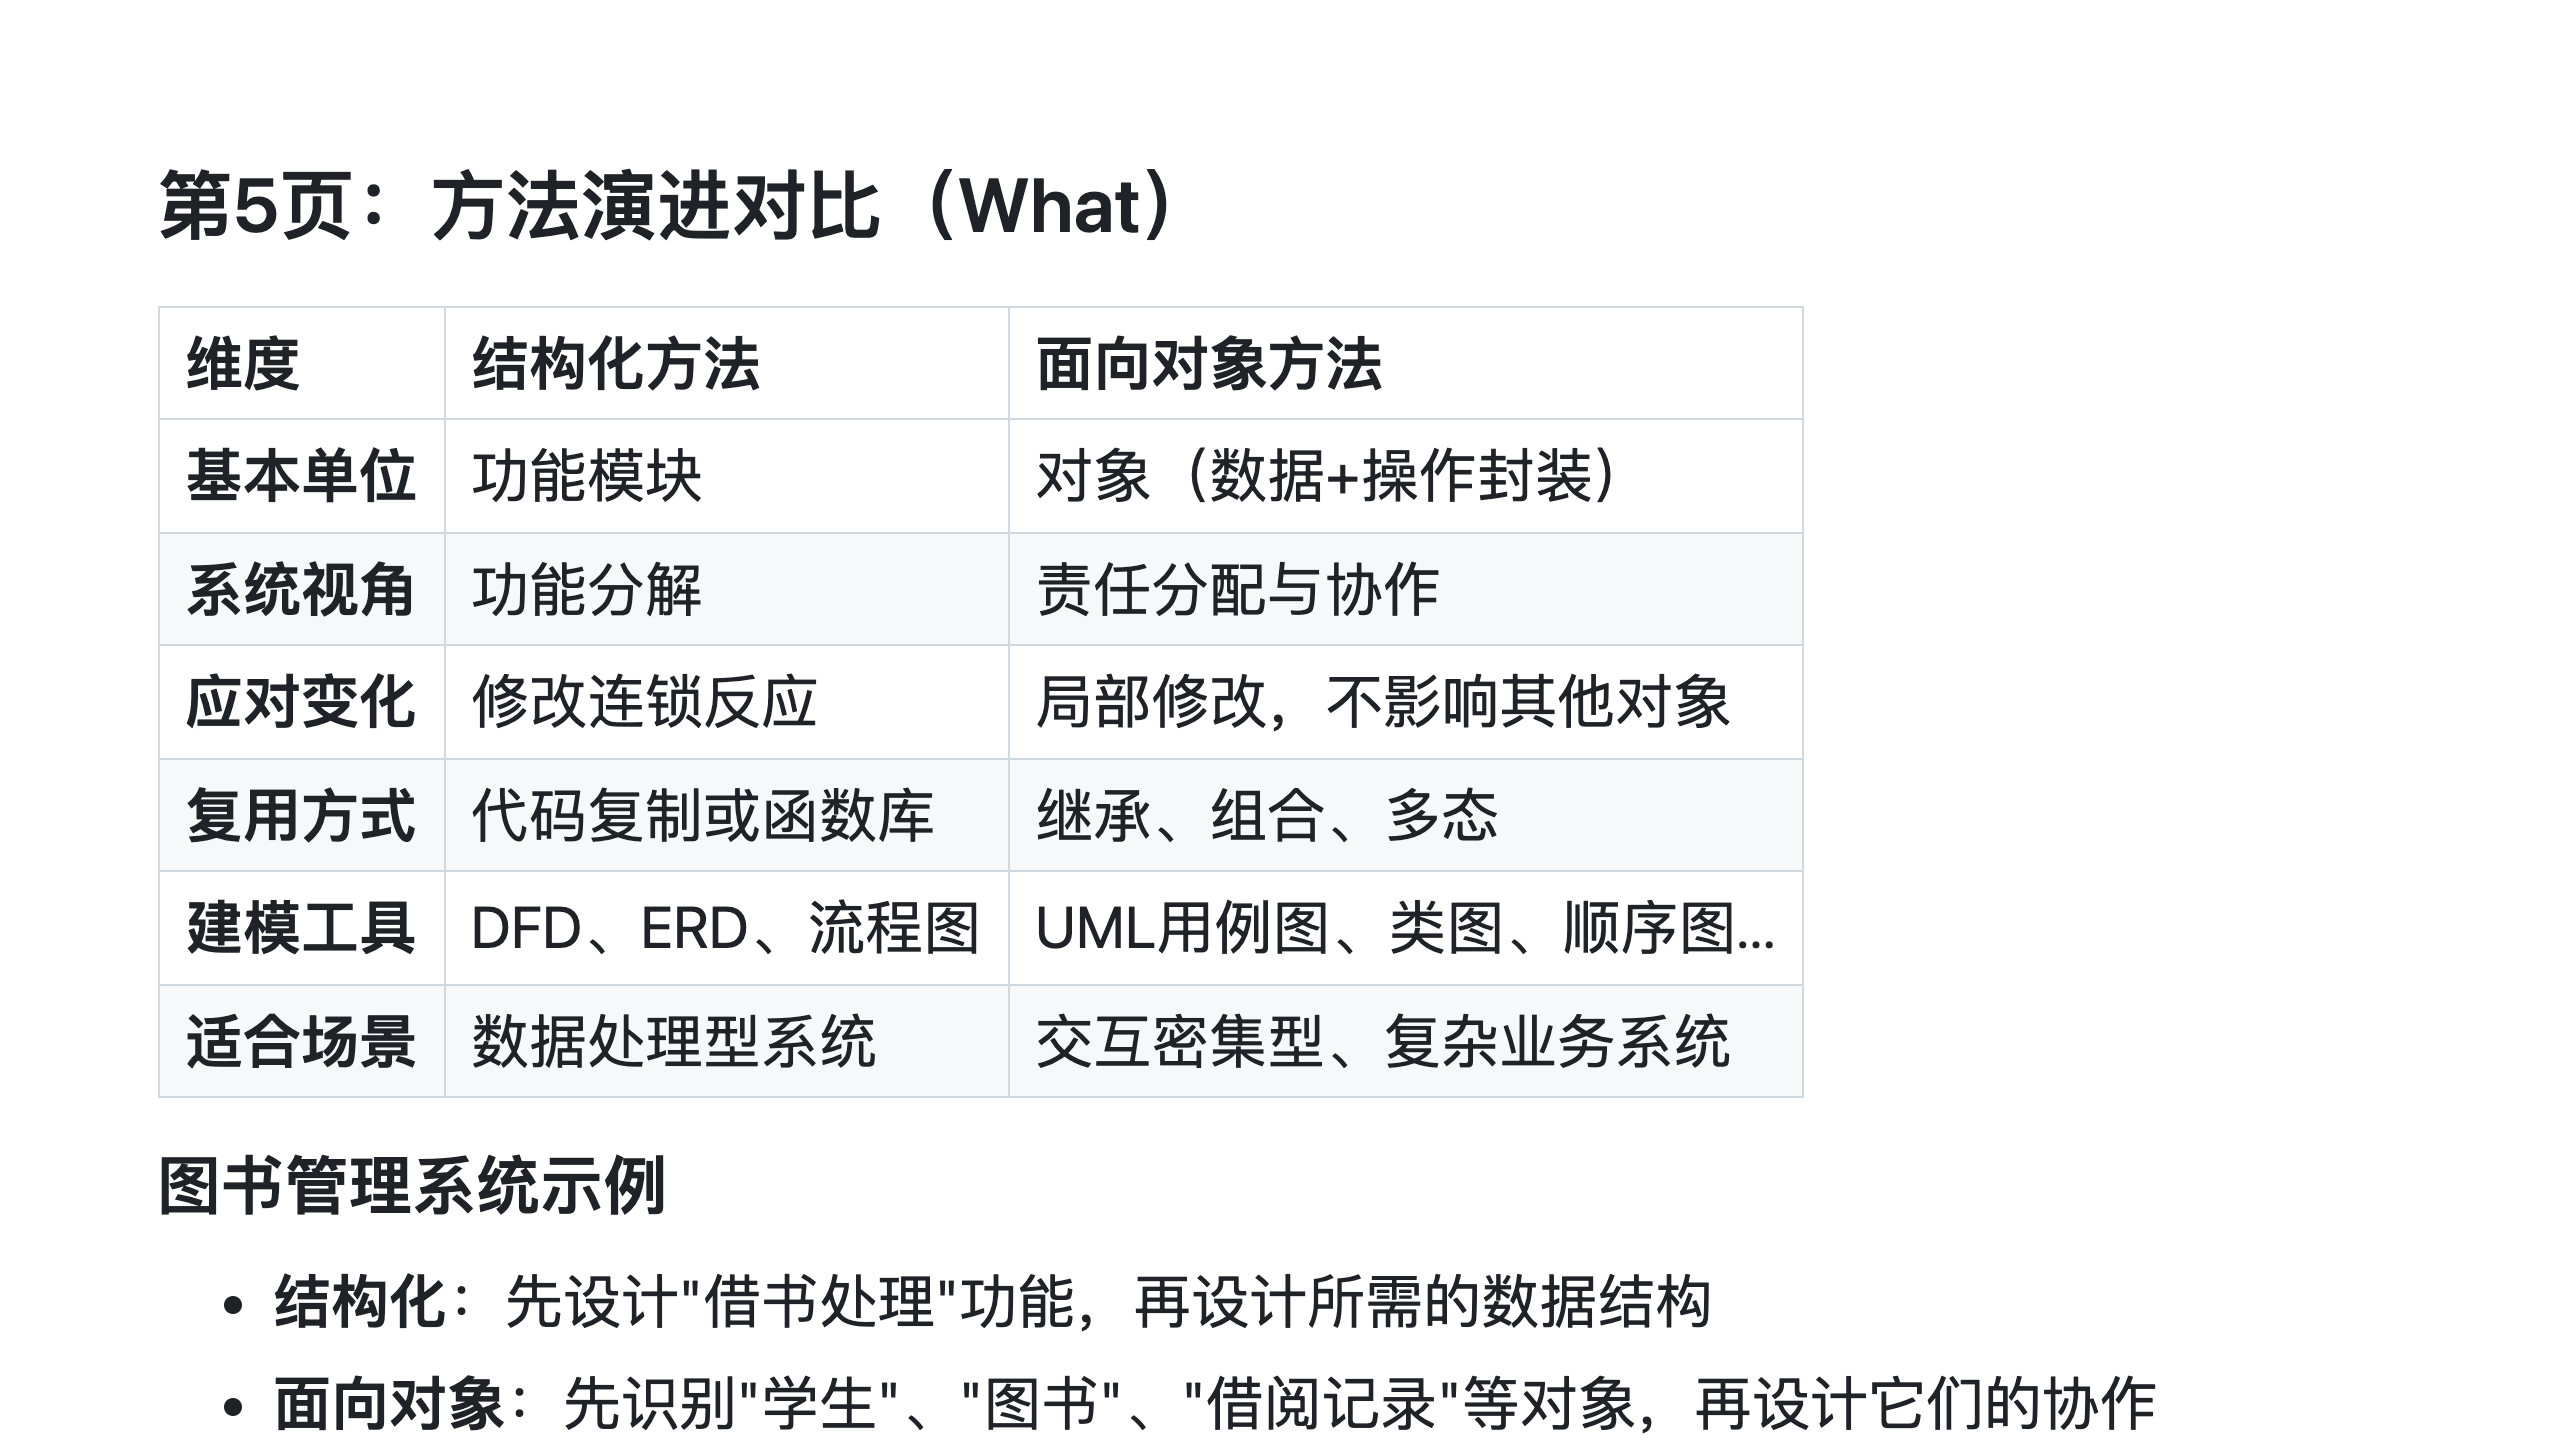 第5页：方法演进对比（What）
维度 结构化方法 面向对象方法
基本单位 功能模块 对象（数据+操作封装）
系统视角 功能分解 责任分配与协作
应对变化 修改连锁反应 局部修改，不影响其他对象
复用方式 代码复制或函数库 继承、组合、多态
建模工具 DFD、ERD、流程图 UML用例图、类图、顺序图...
适合场景 数据处理型系统 交互密集型、复杂业务系统
图书管理系统示例
• 结构化：先设计"借书处理"功能，再设计所需的数据结构
• 面向对象：先识别"学生"、"图书"、"借阅记录"等对象，再设计它们的协作